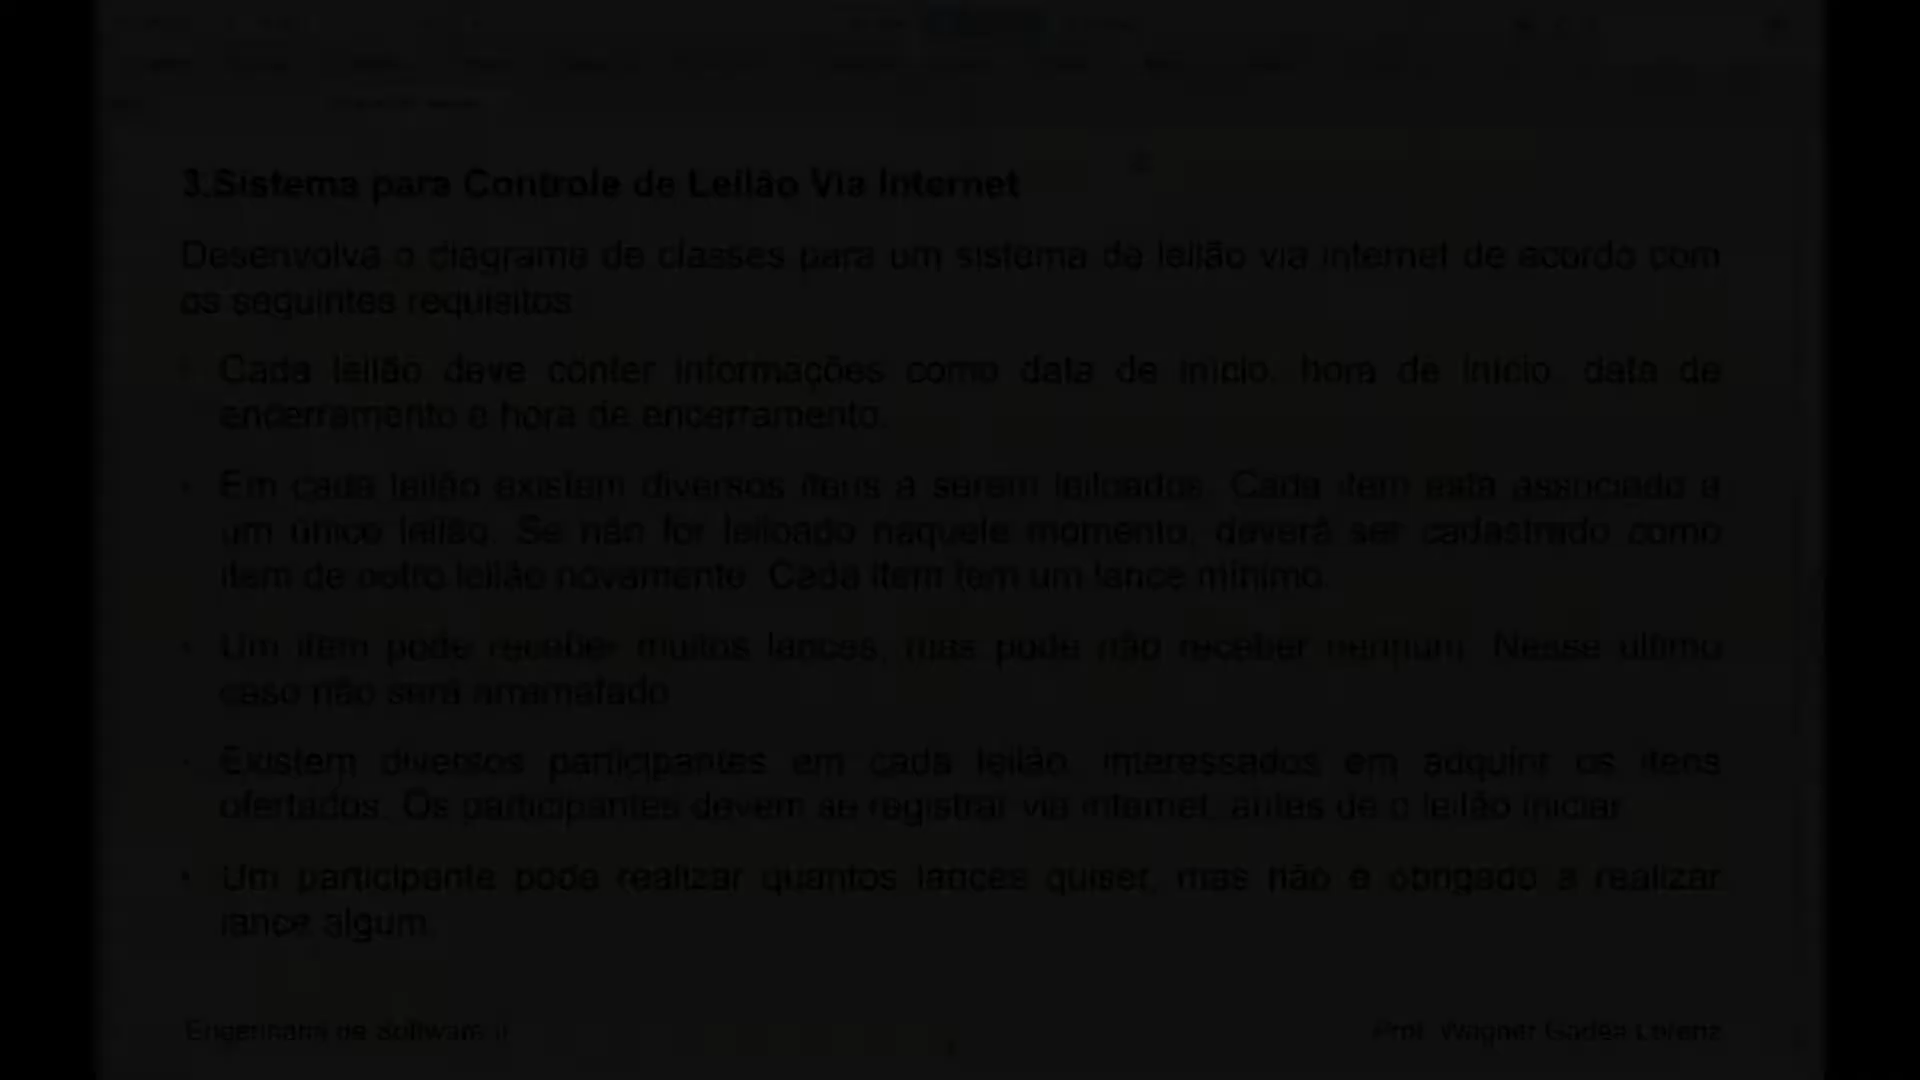 3.Sistema para Controle de Leilão Via Internet
Desenvolva o diagrama de classes para um sistema de leilão via internet de acordo com
os seguintes requisitos
Cada leilão deve conter informações como data de início, hora de início, data de
encerramento e hora de encerramento.
• Em cada leilão existem diversos itens a serem leiloados. Cada item está associado a
um único leilão. Se não for leiloado naquele momento, deverá ser cadastrado como
item de outro leilão novamente. Cada item tem um lance mínimo.
• Um item pode receber muitos lances, mas pode não receber nenhum. Nesse último
caso não será arrematado
• Existem diversos participantes em cada leilão, interessados em adquirir os itens
ofertados. Os participantes devem se registrar via internet, antes de o leilão iniciar.
• Um participante pode realizar quantos lances quiser, mas não é obrigado a realizar
lance algum.
Engenharia de Software II
Prof. Wagner Gadea Lorenz